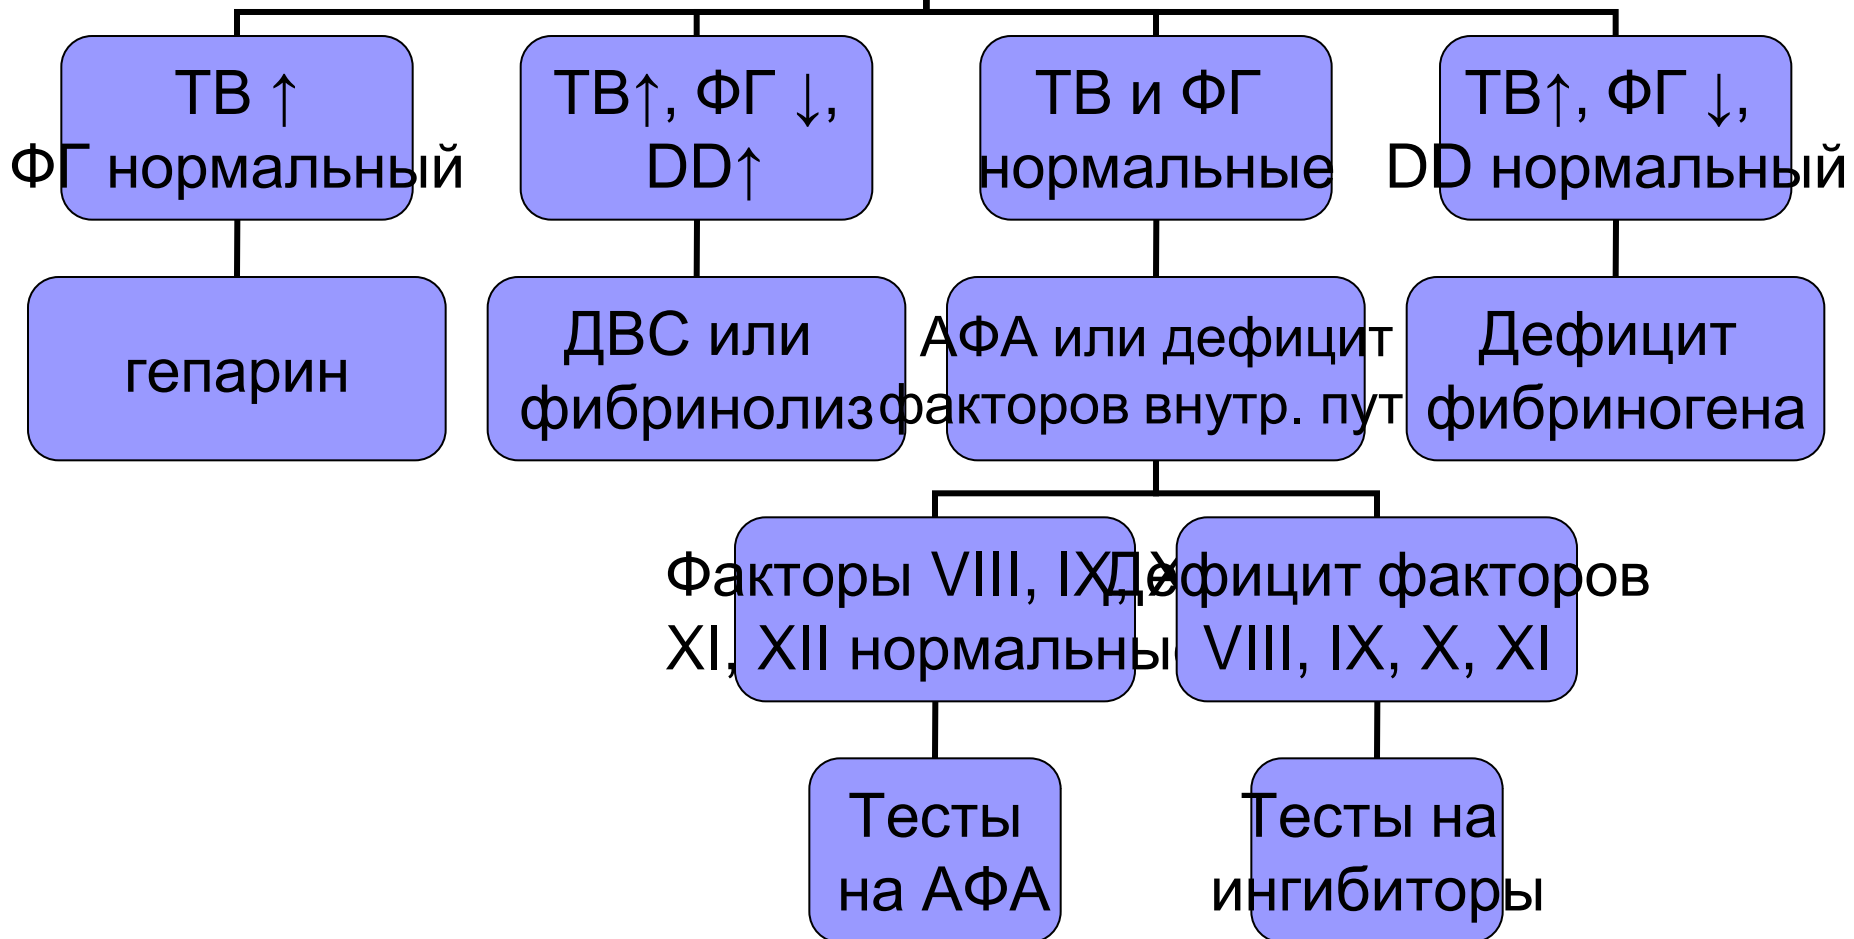 ТВ ↑
ФГ нормальный
ТВ↑, ФГ ↓,
DD↑
ТВ и ФГ
нормальные
ТВ↑, ФГ ↓,
DD нормальный
гепарин
ДВС или
фибринолиз
АФА или дефицит
факторов внутр. пут
Дефицит
фибриногена
Факторы VIII, IX, X
XI, XII нормальные
Дефицит факторов
VIII, IX, X, XI
Тесты
на АФА
Тесты на
ингибиторы